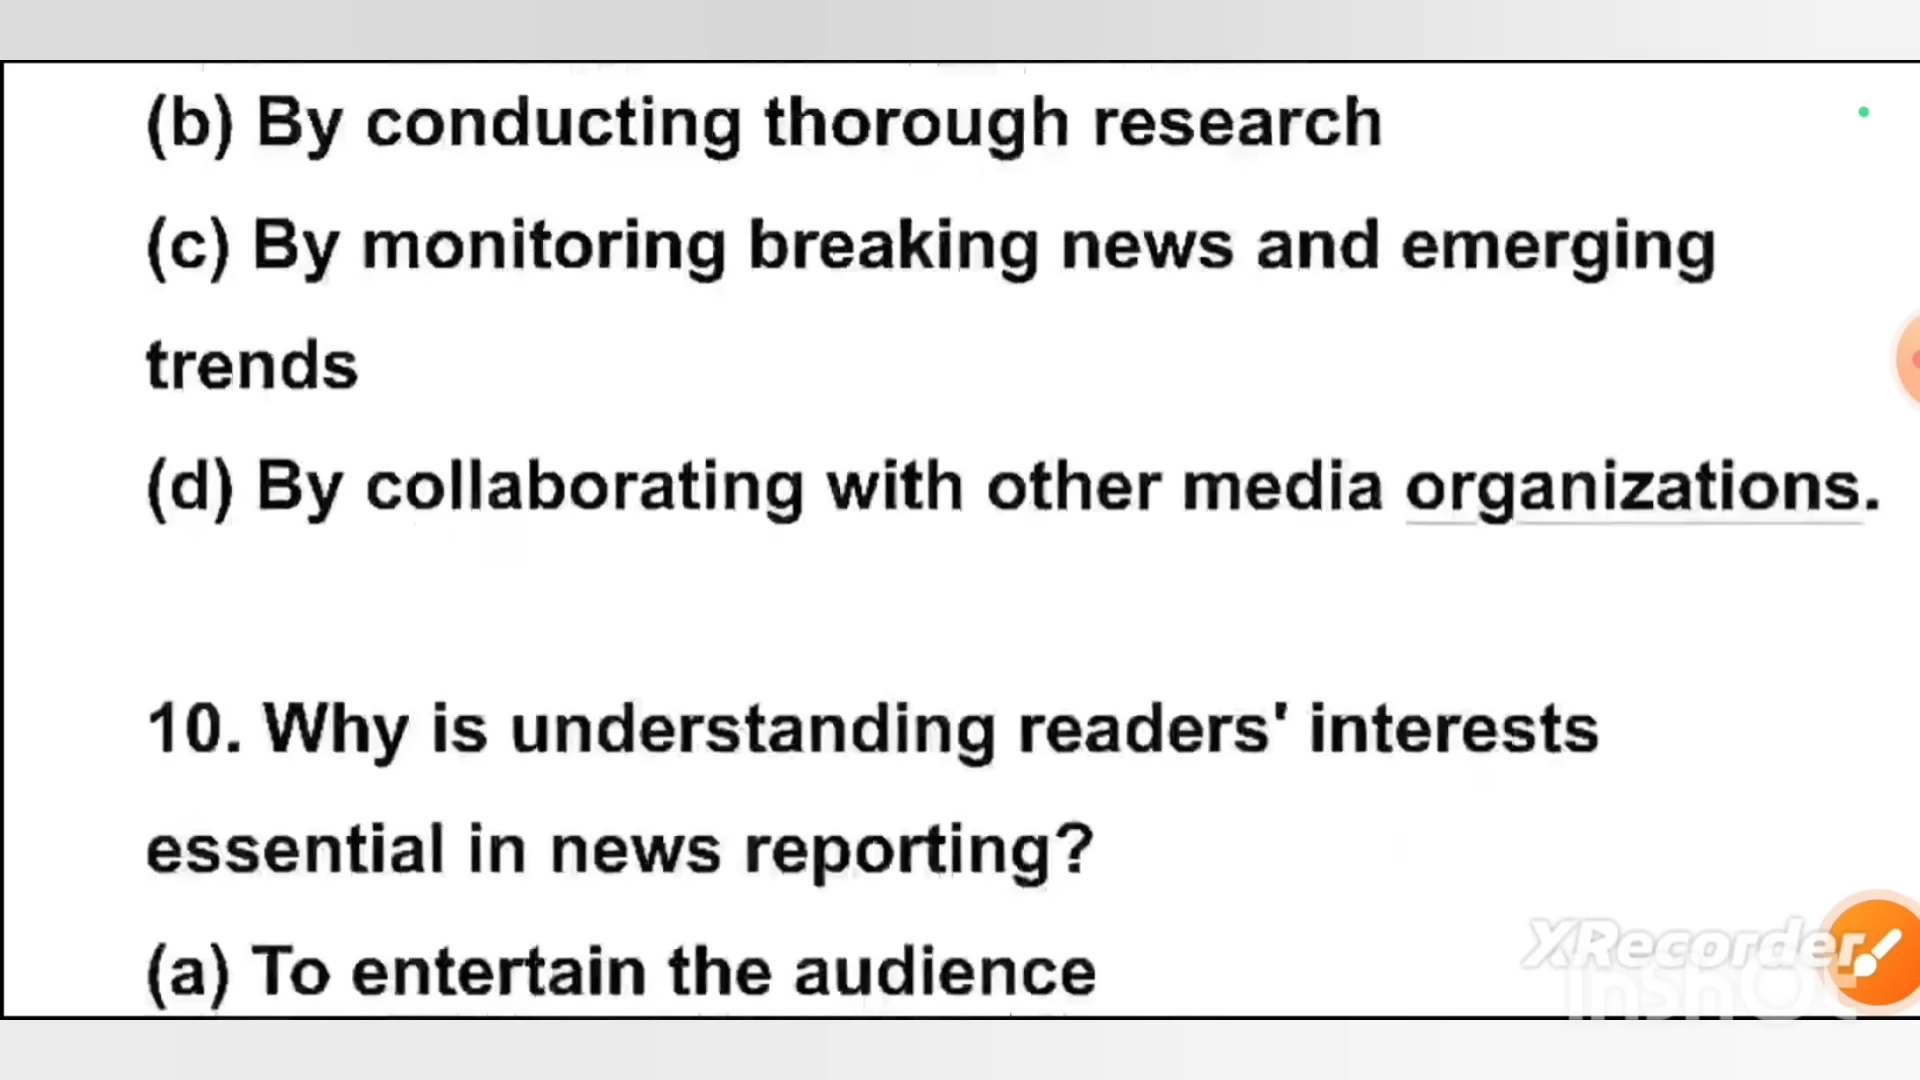 (b) By conducting thorough research
(c) By monitoring breaking news and emerging
trends
(d) By collaborating with other media organizations.
10. Why is understanding readers' interests
essential in news reporting?
(a) To entertain the audience
XRecorder
InShO